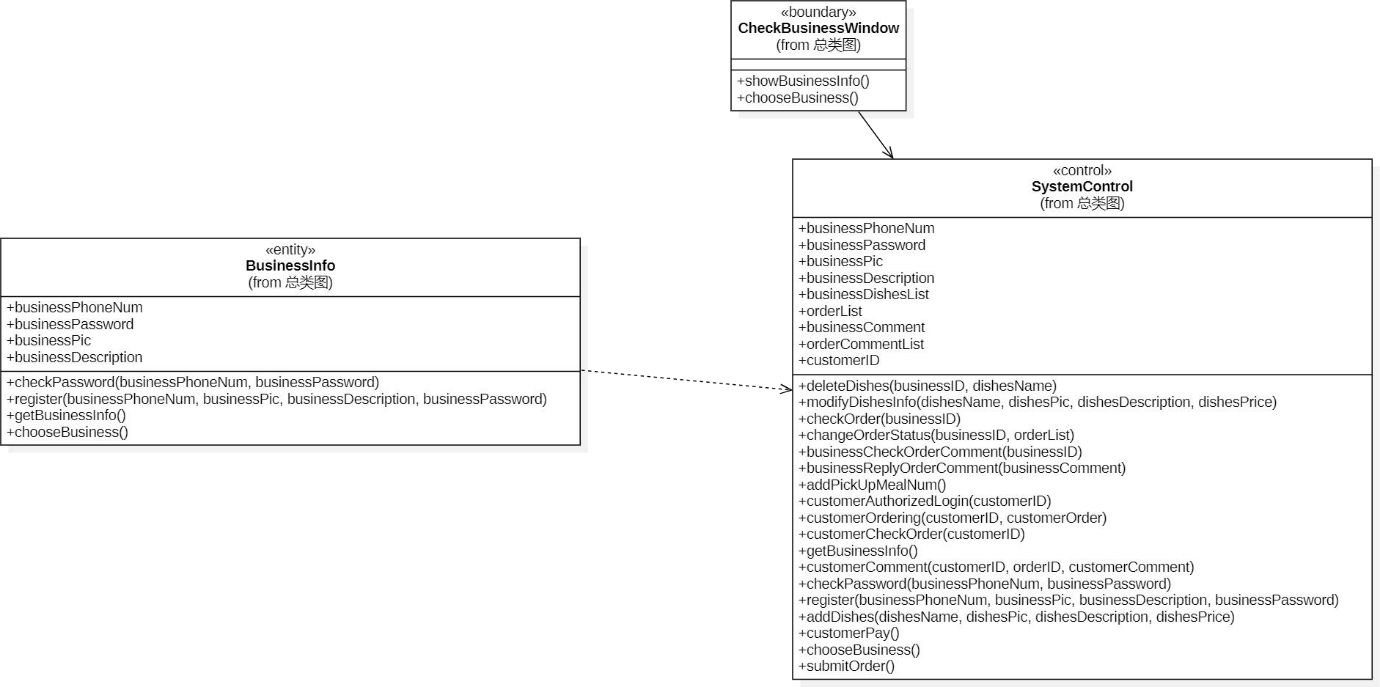 «boundary»
CheckBusinessWindow
(from 总类图)
+showBusinessInfo()
+chooseBusiness()
«control»
SystemControl
(from 总类图)
+businessPhoneNum
+businessPassword
+businessPic
+businessDescription
+businessDishesList
+orderList
+businessComment
+orderCommentList
+customerID
+deleteDishes(businessID, dishesName)
+modifyDishesInfo(dishesName, dishesPic, dishesDescription, dishesPrice)
+checkOrder(businessID)
+changeOrderStatus(businessID, orderList)
+businessCheckOrderComment(businessID)
+businessReplyOrderComment(businessComment)
+addPickUpMealNum()
+customerAuthorizedLogin(customerID)
+customerOrdering(customerID, customerOrder)
+customerCheckOrder(customerID)
+getBusinessInfo()
+customerComment(customerID, orderID, customerComment)
+checkPassword(businessPhoneNum, businessPassword)
+register(businessPhoneNum, businessPic, businessDescription, businessPassword)
+addDishes(dishesName, dishesPic, dishesDescription, dishesPrice)
+customerPay()
+chooseBusiness()
+submitOrder()
«entity»
BusinessInfo
(from 总类图)
+businessPhoneNum
+businessPassword
+businessPic
+businessDescription
+checkPassword(businessPhoneNum, businessPassword)
+register(businessPhoneNum, businessPic, businessDescription, businessPassword)
+getBusinessInfo()
+chooseBusiness()